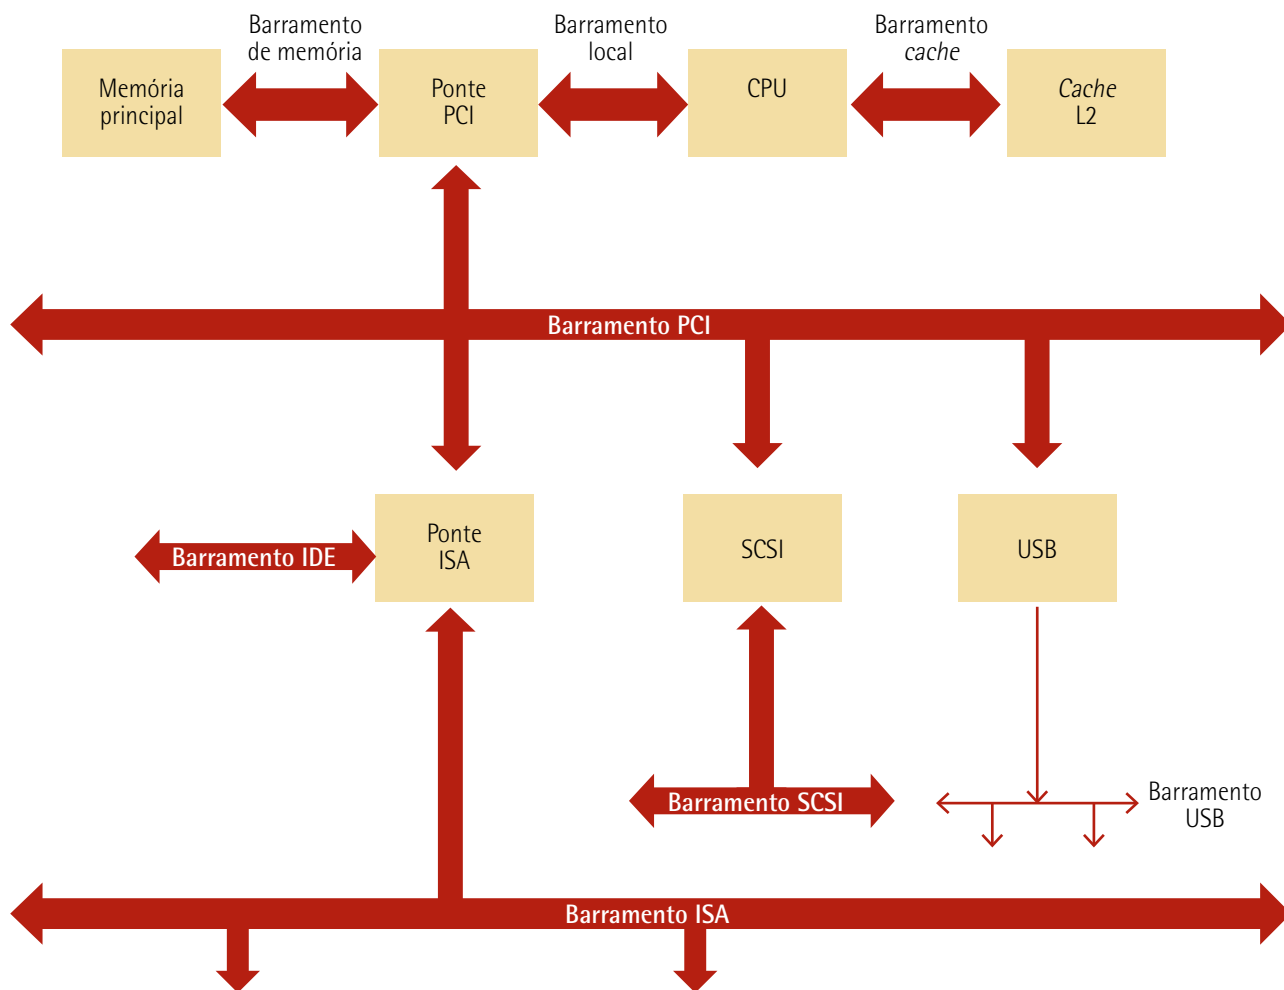 Barramento
de memória
Barramento
local
Barramento
cache
Memória
principal
Ponte
PCI
CPU
Cache
L2
Barramento PCI
Barramento IDE
Ponte
ISA
SCSI
USB
Barramento SCSI
Barramento
USB
Barramento ISA